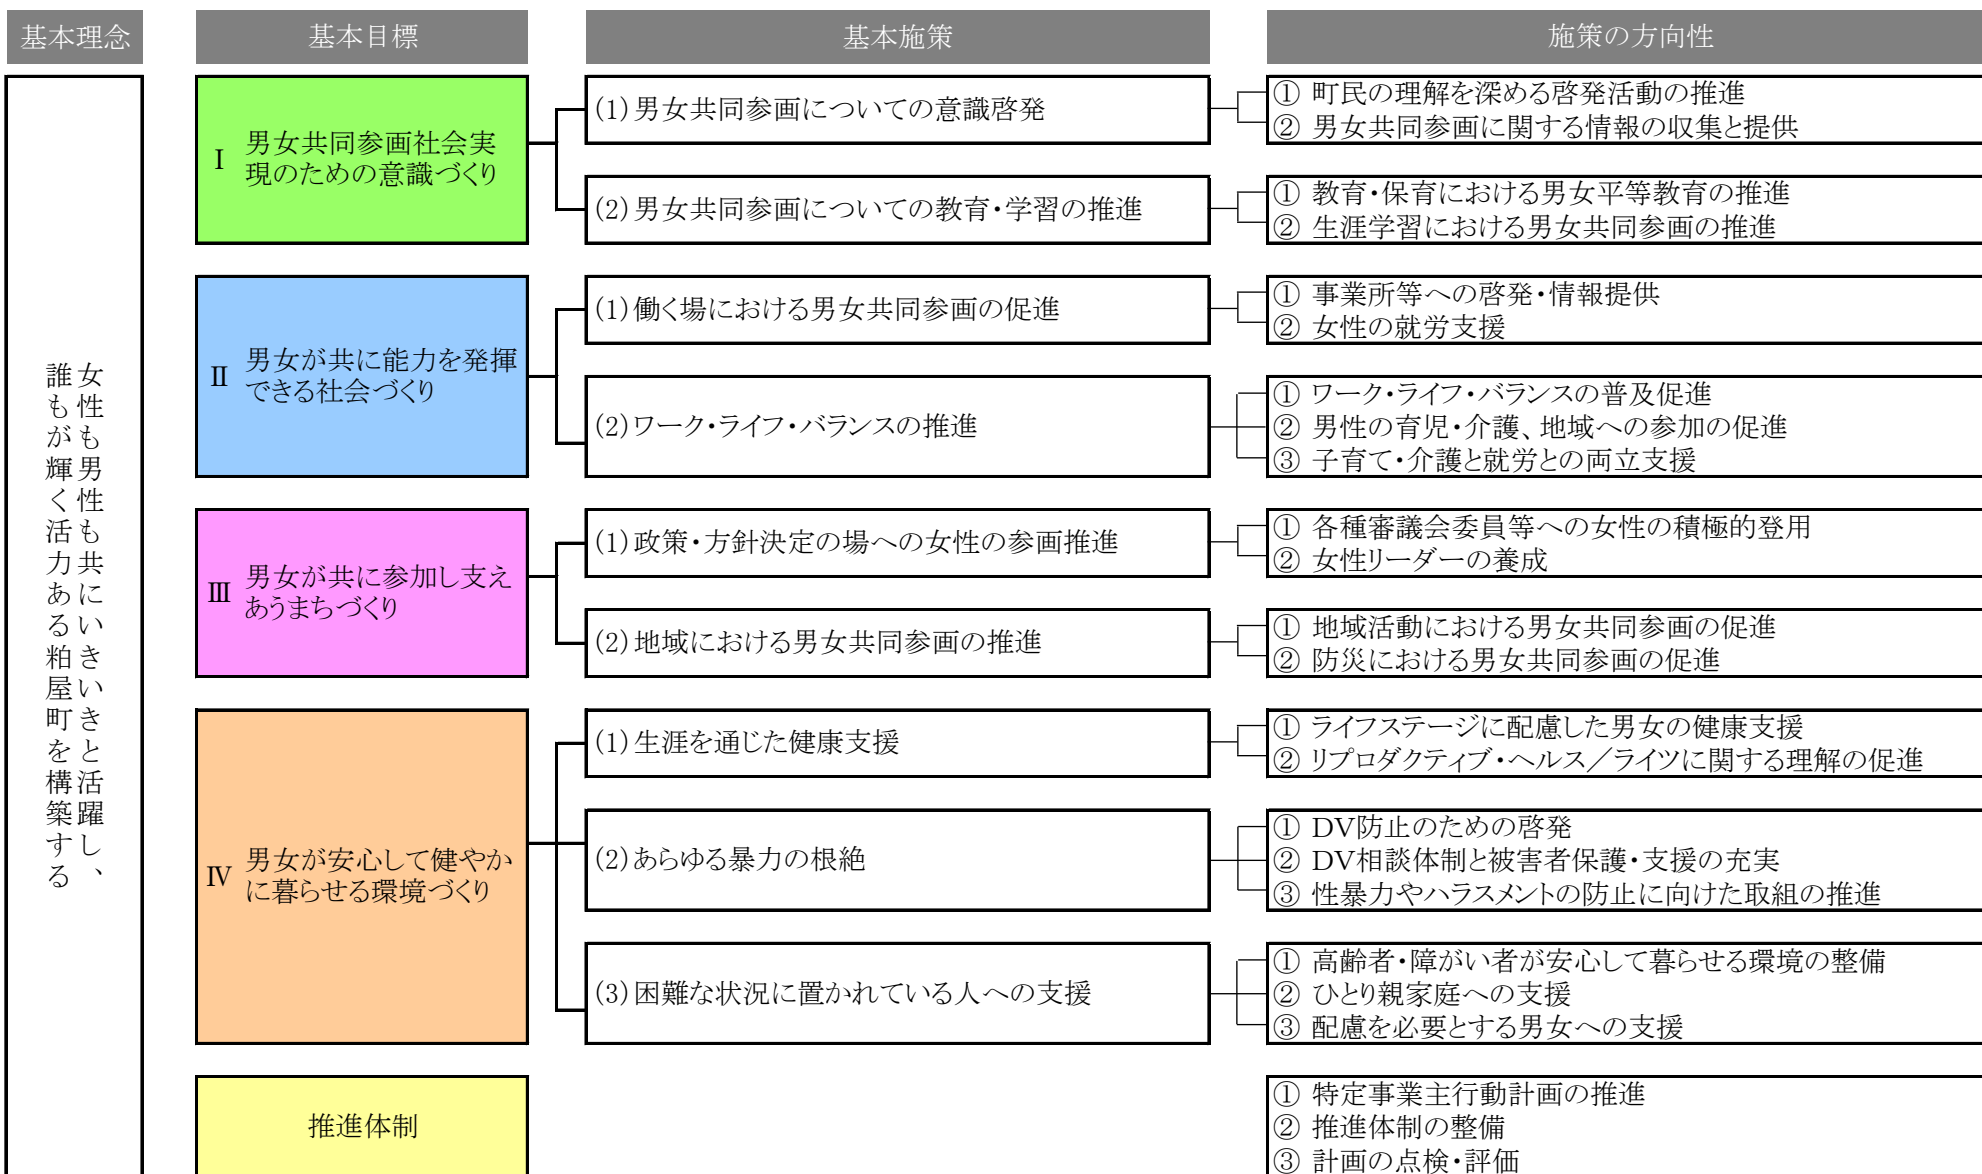 基本理念
基本目標
基本施策
施策の方向性
女性も男性も共にいきいきと活躍し、
誰もが輝く活力ある粕屋町を構築する
Ⅰ 男女共同参画社会実
現のための意識づくり
(1)男女共同参画についての意識啓発
① 町民の理解を深める啓発活動の推進
② 男女共同参画に関する情報の収集と提供
(2)男女共同参画についての教育・学習の推進
① 教育・保育における男女平等教育の推進
② 生涯学習における男女共同参画の推進
Ⅱ 男女が共に能力を発揮
できる社会づくり
(1)働く場における男女共同参画の促進
① 事業所等への啓発・情報提供
② 女性の就労支援
(2)ワーク・ライフ・バランスの推進
① ワーク・ライフ・バランスの普及促進
② 男性の育児・介護、地域への参加の促進
③ 子育て・介護と就労との両立支援
Ⅲ 男女が共に参加し支え
あうまちづくり
(1)政策・方針決定の場への女性の参画推進
① 各種審議会委員等への女性の積極的登用
② 女性リーダーの養成
(2)地域における男女共同参画の推進
① 地域活動における男女共同参画の促進
② 防災における男女共同参画の促進
Ⅳ 男女が安心して健やか
に暮らせる環境づくり
(1)生涯を通じた健康支援
① ライフステージに配慮した男女の健康支援
② リプロダクティブ・ヘルス／ライツに関する理解の促進
(2)あらゆる暴力の根絶
① DV防止のための啓発
② DV相談体制と被害者保護・支援の充実
③ 性暴力やハラスメントの防止に向けた取組の推進
(3)困難な状況に置かれている人への支援
① 高齢者・障がい者が安心して暮らせる環境の整備
② ひとり親家庭への支援
③ 配慮を必要とする男女への支援
推進体制
① 特定事業主行動計画の推進
② 推進体制の整備
③ 計画の点検・評価